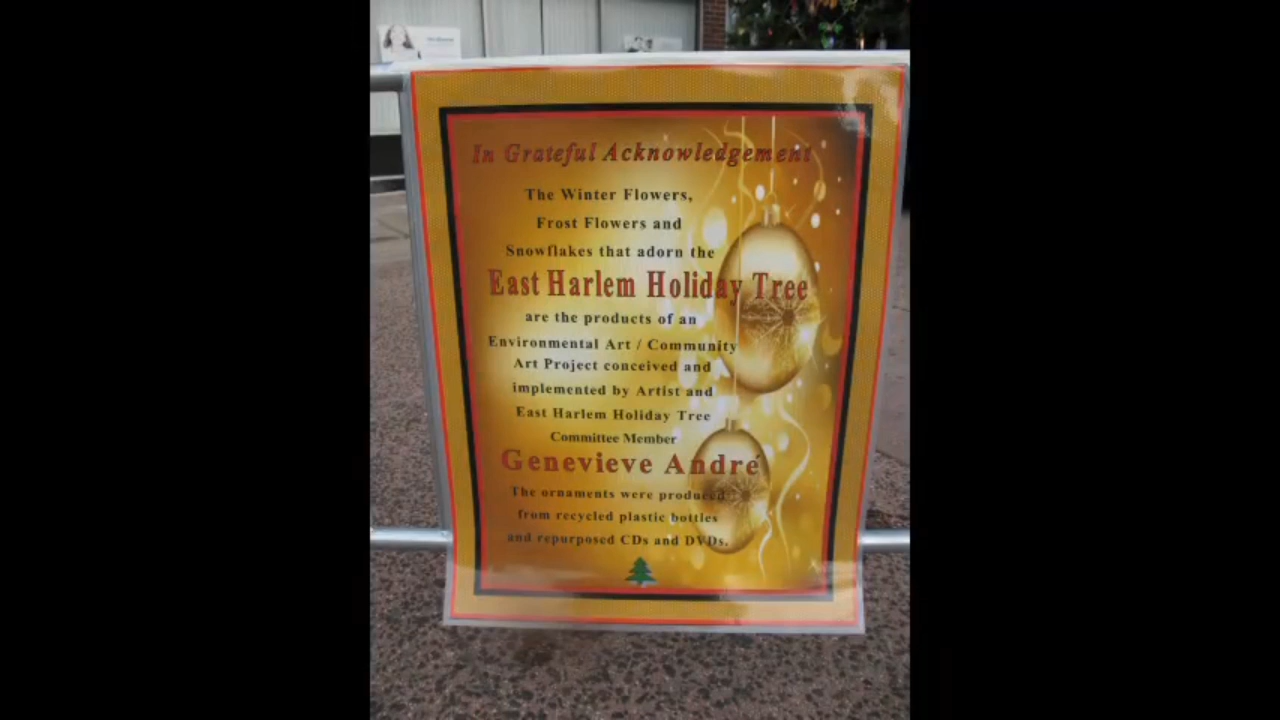 In Grateful Acknowledgement
The Winter Flowers,
Frost Flowers and
Snowflakes that adorn the
East Harlem Holiday Tree
are the products of an
Environmental Art / Community
Art Project conceived and
implemented by Artist and
East Harlem Holiday Tree
Committee Member
Genevieve André
The ornaments were produced
from recycled plastic bottles
and repurposed CDs and DVDs.